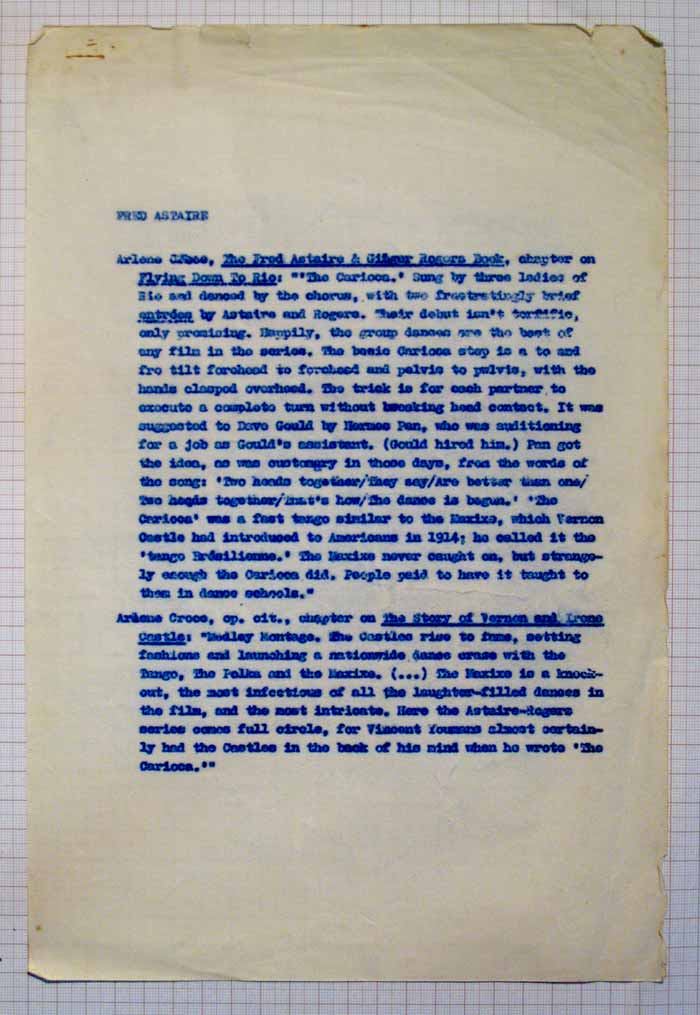 FRED ASTAIRE
Arlene Croce, The Fred Astaire & Ginger Rogers Book, chapter on
Flying Down To Rio: "'The Carioca.' Sung by three ladies of
Rio and danced by the chorus, with two frustratingly brief
entrées by Astaire and Rogers. Their debut isn't terrific,
only promising. Happily, the group dances are the best of
any film in the series. The basic Carioca step is a to and
fro tilt forehead to forehead and pelvis to pelvis, with the
hands clasped overhead. The trick is for each partner to
execute a complete turn without breaking head contact. It was
suggested to Dave Gould by Hermes Pan, who was auditioning
for a job as Gould's assistant. (Gould hired him.) Pan got
the idea, as was customary in those days, from the words of
the song: 'Two heads together/They say/Are better than one/
Two heads together/That's how/The dance is begun.' 'The
Carioca' was a fast tango similar to the Maxixe, which Vernon
Castle had introduced to Americans in 1914; he called it the
'tango Brésilienne.' The Maxixe never caught on, but strange-
ly enough the Carioca did. People paid to have it taught to
them in dance schools."
Arlene Croce, op. cit., chapter on The Story of Vernon and Irene
Castle: "Medley Montage. The Castles rise to fame, setting
fashions and launching a nationwide dance craze with the
Tango, The Polka and the Maxixe. (...) The Maxixe is a knock-
out, the most infectious of all the laughter-filled dances in
the film, and the most intricate. Here the Astaire-Rogers
series comes full circle, for Vincent Youmans almost certain-
ly had the Castles in the back of his mind when he wrote 'The
Carioca.'"